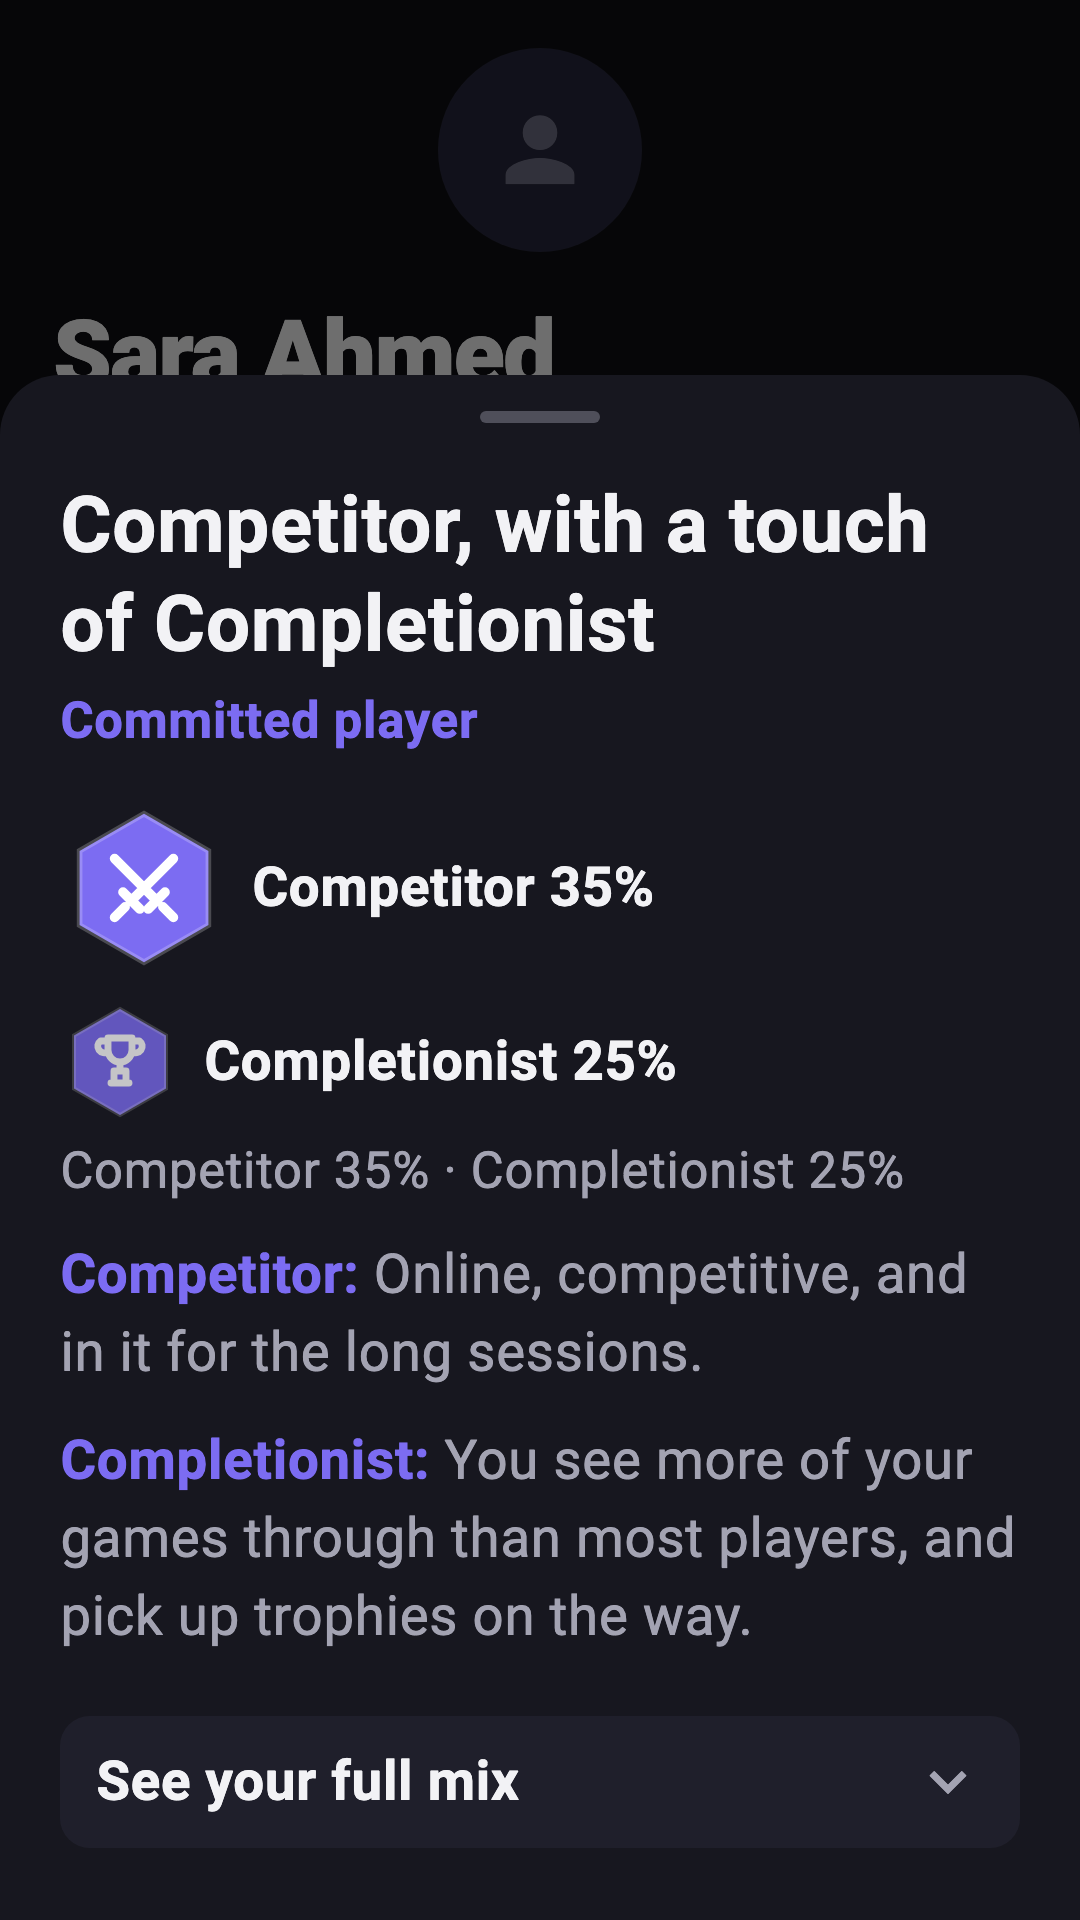 Sara Ahmed
Competitor, with a touch
of Completionist
Committed player
Competitor 35%
Completionist 25%
Competitor 35% · Completionist 25%
Competitor: Online, competitive, and
in it for the long sessions.
Completionist: You see more of your
games through than most players, and
pick up trophies on the way.
See your full mix